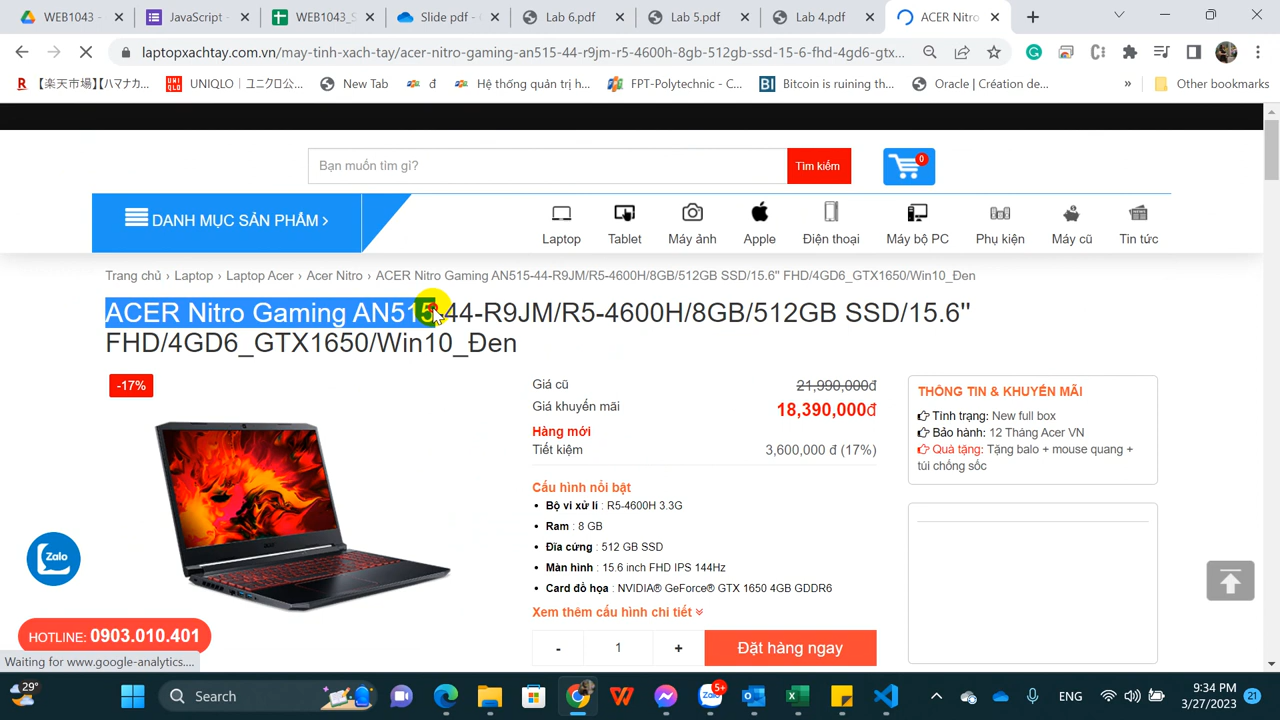 WEB1043 -
JavaScript -
WEB1043_S
Slide pdf - C
Lab 6.pdf
Lab 5.pdf
Lab 4.pdf
ACER Nitro
laptopxachtay.com.vn/may-tinh-xach-tay/acer-nitro-gaming-an515-44-r9jm-r5-4600h-8gb-512gb-ssd-15-6-fhd-4gd6-gtx...
【楽天市場】【ハマナカ...
UNIQLO | ユニクロ公...
New Tab
đ
Hệ thống quản trị h...
FPT-Polytechnic - C...
Bitcoin is ruining th...
Oracle | Création de...
»
Other bookmarks
Bạn muốn tìm gì?
Tìm kiếm
0
DANH MỤC SẢN PHẨM ›
Laptop
Tablet
Máy ảnh
Apple
Điện thoại
Máy bộ PC
Phụ kiện
Máy cũ
Tin tức
Trang chủ › Laptop › Laptop Acer › Acer Nitro › ACER Nitro Gaming AN515-44-R9JM/R5-4600H/8GB/512GB SSD/15.6" FHD/4GD6_GTX1650/Win10_Đen
ACER Nitro Gaming AN515-44-R9JM/R5-4600H/8GB/512GB SSD/15.6"
FHD/4GD6_GTX1650/Win10_Đen
-17%
Giá cũ 21,990,000đ
Giá khuyến mãi 18,390,000đ
Hàng mới
Tiết kiệm 3,600,000 đ (17%)
Cấu hình nổi bật
• Bộ vi xử lí : R5-4600H 3.3G
• Ram : 8 GB
• Đĩa cứng : 512 GB SSD
• Màn hình : 15.6 inch FHD IPS 144Hz
• Card đồ họa : NVIDIA® GeForce® GTX 1650 4GB GDDR6
Xem thêm cấu hình chi tiết
- 1 +
Đặt hàng ngay
THÔNG TIN & KHUYẾN MÃI
Tình trạng: New full box
Bảo hành: 12 Tháng Acer VN
Quà tặng: Tặng balo + mouse quang +
túi chống sốc
Zalo
HOTLINE: 0903.010.401
Waiting for www.google-analytics....
29°
Search
5+
ENG
9:34 PM
3/27/2023
21